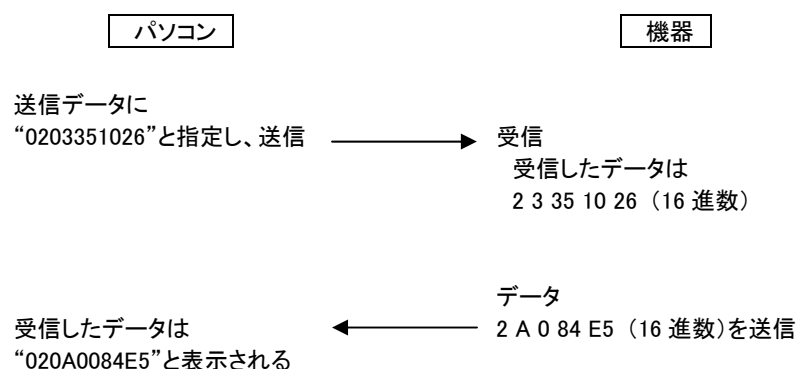 パソコン
機器
送信データに
“0203351026”と指定し、送信
受信
受信したデータは
2 3 35 10 26 （16 進数）
データ
2 A 0 84 E5 （16 進数）を送信
受信したデータは
“020A0084E5”と表示される